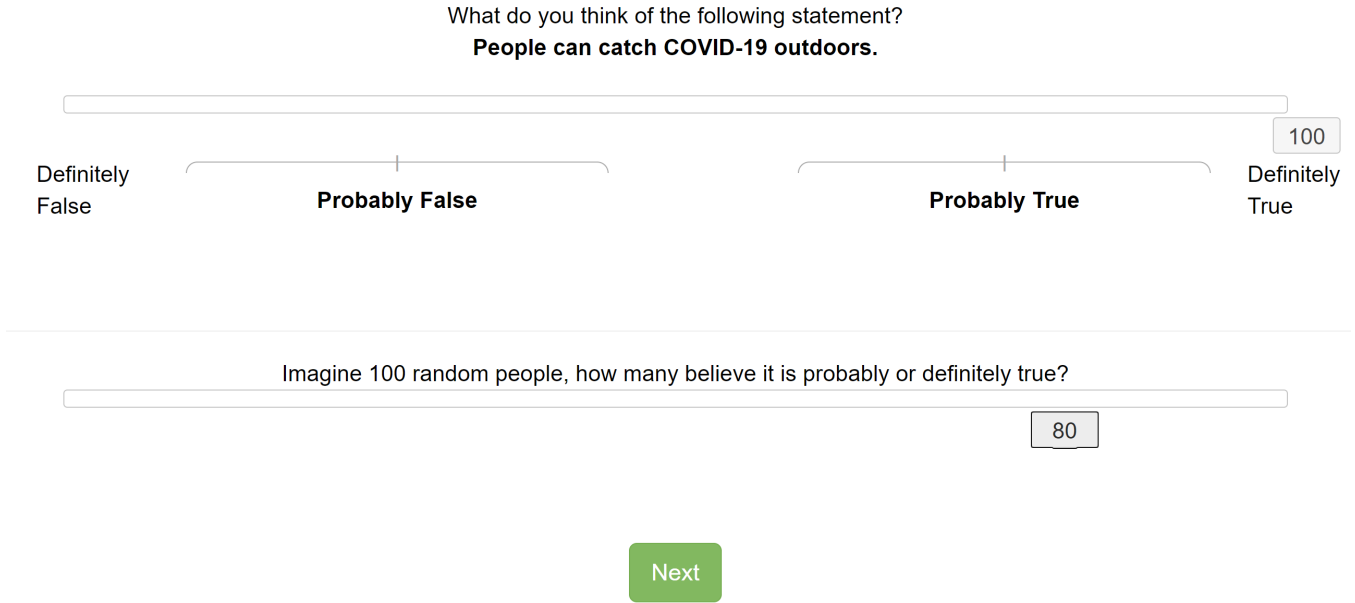 What do you think of the following statement?
People can catch COVID-19 outdoors.
100
Definitely False
Probably False
Probably True
Definitely True
Imagine 100 random people, how many believe it is probably or definitely true?
80
Next